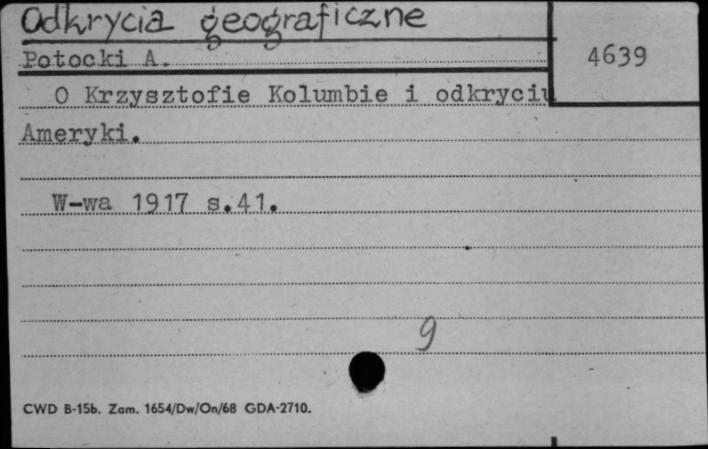 Odkrycia geograficzne
Potocki A.
4639
O Krzysztofie Kolumbie i odkryciu
Ameryki.
W-wa 1917 s.41.
9
CWD B-15b. Zam. 1654/Dw/On/68 GDA-2710.